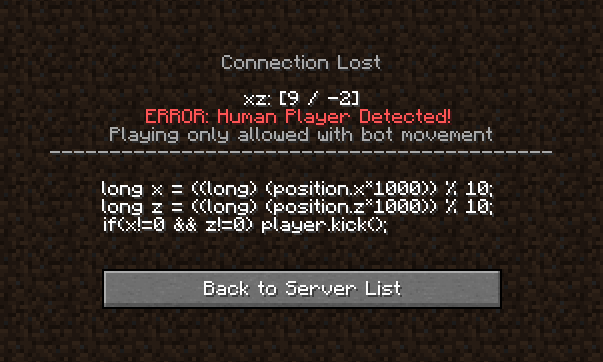 Connection Lost
xz: [9 / -2]
ERROR: Human Player Detected!
Playing only allowed with bot movement
--------------------------------------------------
long x = ((long) (position.x*1000)) % 10;
long z = ((long) (position.z*1000)) % 10;
if(x!=0 && z!=0) player.kick();
Back to Server List